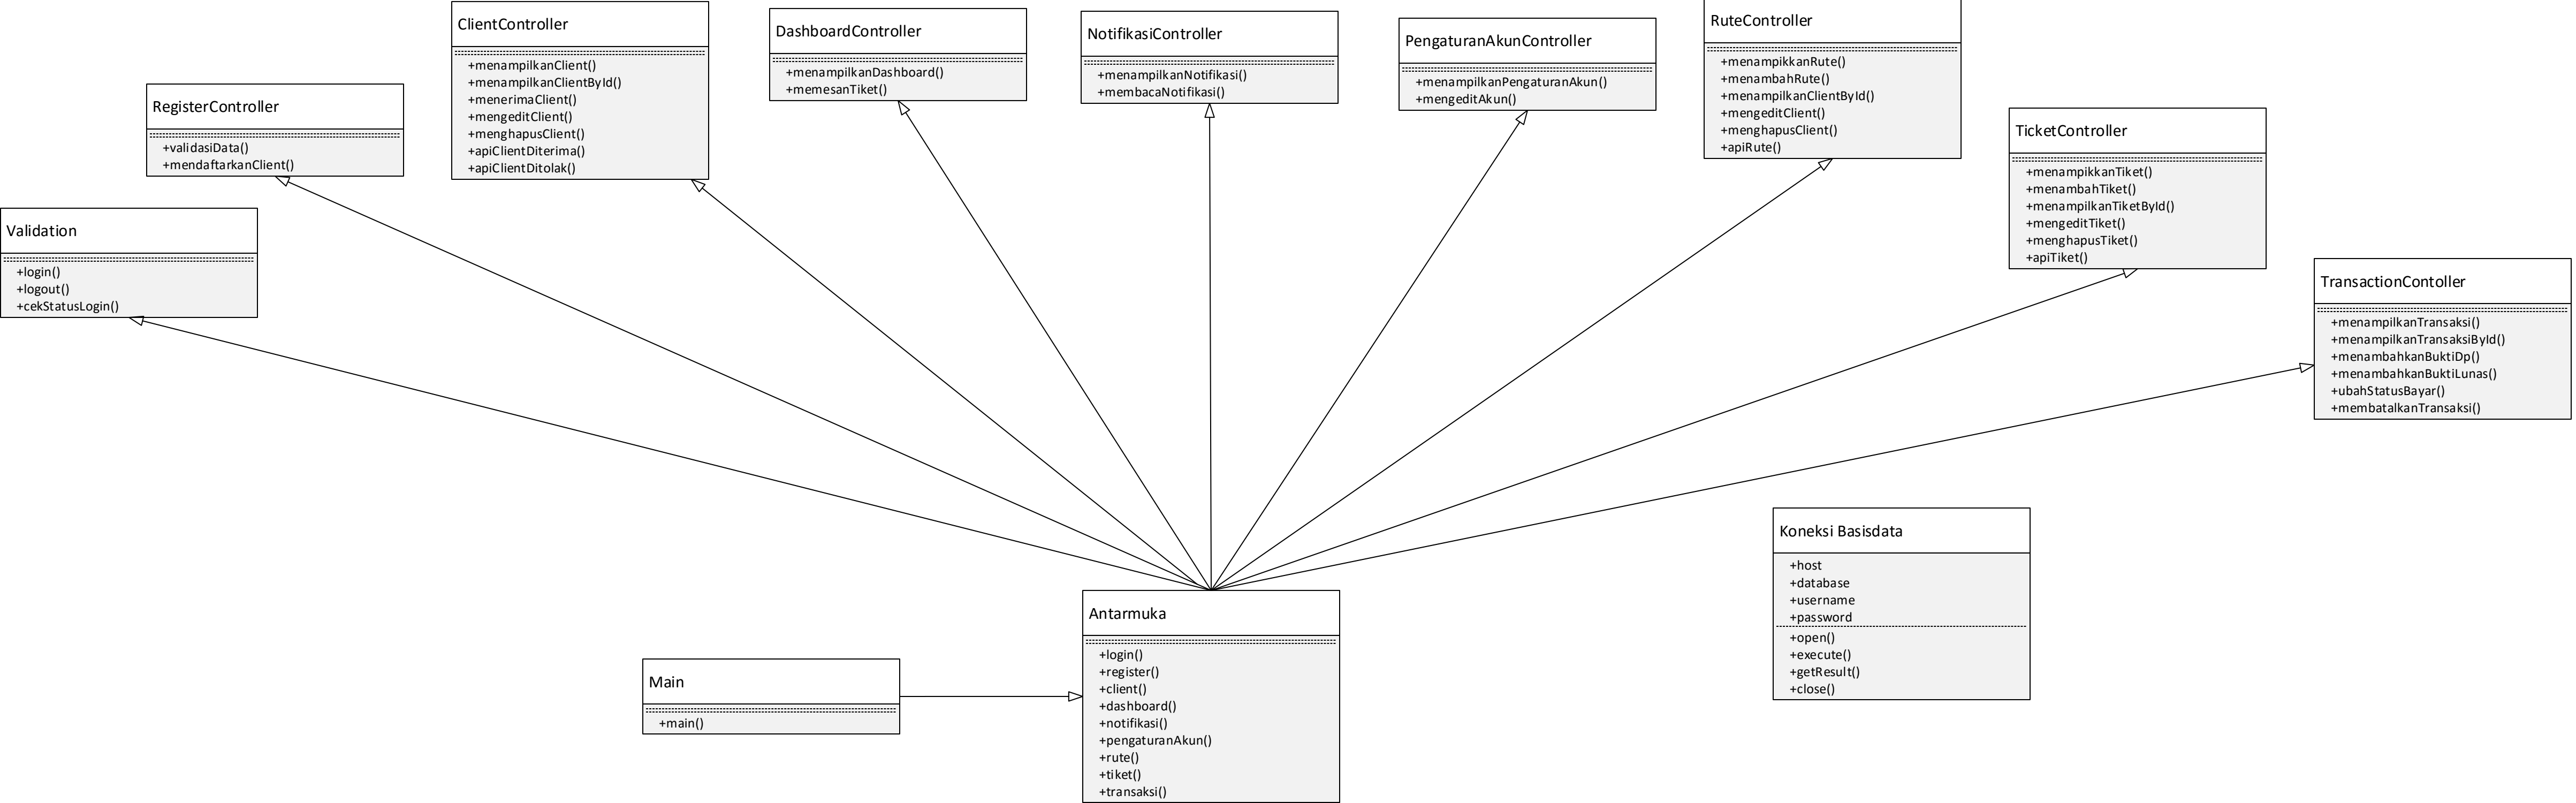 Validation
+login()
+logout()
+cekStatusLogin()
RegisterController
+validasiData()
+mendaftarkanClient()
ClientController
+menampilkanClient()
+menampilkanClientById()
+menerimaClient()
+mengeditClient()
+menghapusClient()
+apiClientDiterima()
+apiClientDitolak()
DashboardController
+menampilkanDashboard()
+memesanTiket()
NotifikasiController
+menampilkanNotifikasi()
+membacaNotifikasi()
PengaturanAkunController
+menampilkanPengaturanAkun()
+mengeditAkun()
RuteController
+menampikkanRute()
+menambahRute()
+menampilkanClientById()
+mengeditClient()
+menghapusClient()
+apiRute()
TicketController
+menampikkanTiket()
+menambahTiket()
+menampilkanTiketById()
+mengeditTiket()
+menghapusTiket()
+apiTiket()
TransactionContoller
+menampilkanTransaksi()
+menampilkanTransaksiById()
+menambahkanBuktiDp()
+menambahkanBuktiLunas()
+ubahStatusBayar()
+membatalkanTransaksi()
Main
+main()
Antarmuka
+login()
+register()
+client()
+dashboard()
+notifikasi()
+pengaturanAkun()
+rute()
+tiket()
+transaksi()
Koneksi Basisdata
+host
+database
+username
+password
+open()
+execute()
+getResult()
+close()